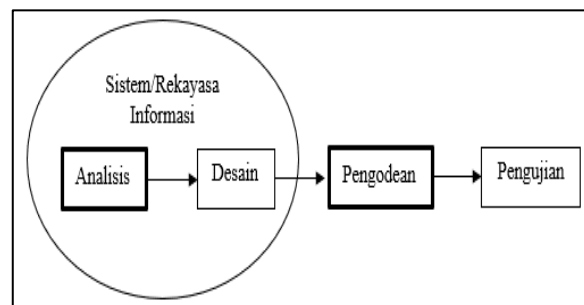 Sistem/Rekayasa
Informasi
Analisis
Desain
Pengodean
Pengujian